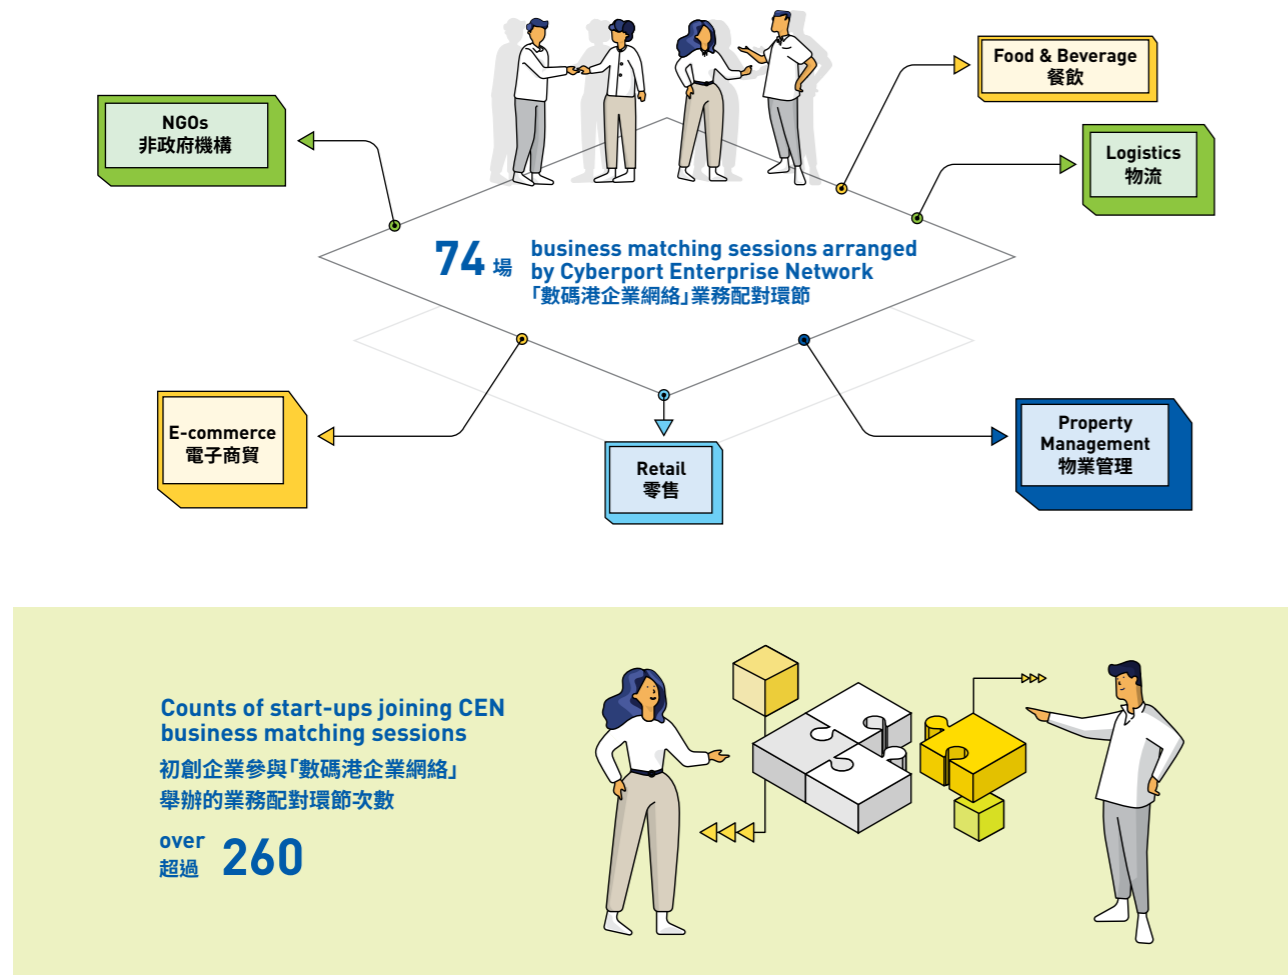 Food & Beverage
餐飲
NGOs
非政府機構
Logistics
物流
74 場
business matching sessions arranged
by Cyberport Enterprise Network
「數碼港企業網絡」業務配對環節
E-commerce
電子商貿
Retail
零售
Property
Management
物業管理
Counts of start-ups joining CEN
business matching sessions
初創企業參與「數碼港企業網絡」
舉辦的業務配對環節次數
over
超過
260